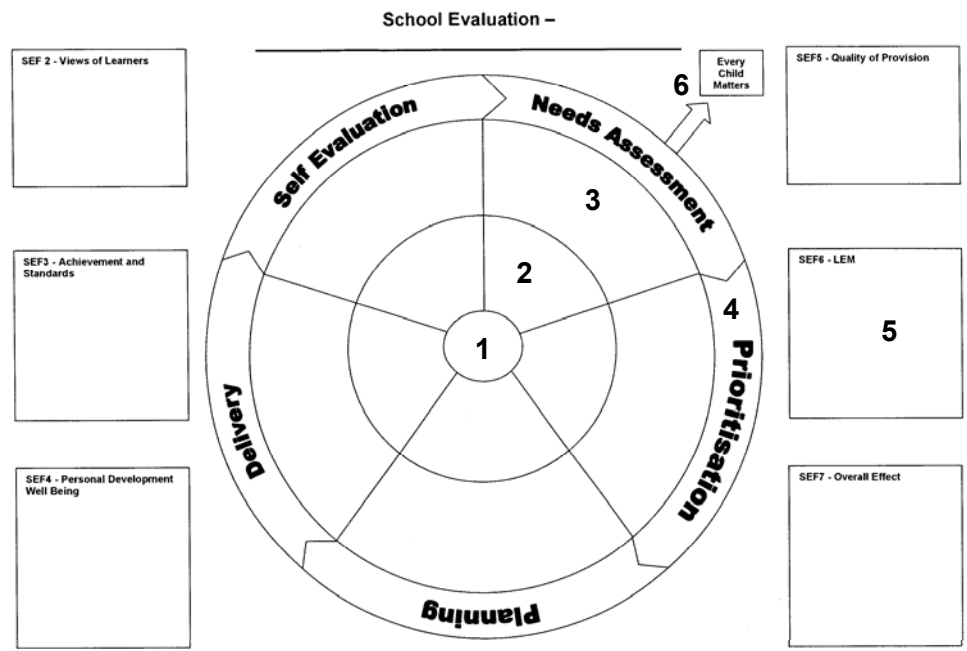 School Evaluation –
SEF 2 - Views of Learners
SEF3 - Achievement and
Standards
SEF4 - Personal Development
Well Being
Self Evaluation
Needs Assessment
Prioritisation
Planning
Delivery
1
2
3
4
5
6
Every
Child
Matters
SEF5 - Quality of Provision
SEF6 - LEM
SEF7 - Overall Effect